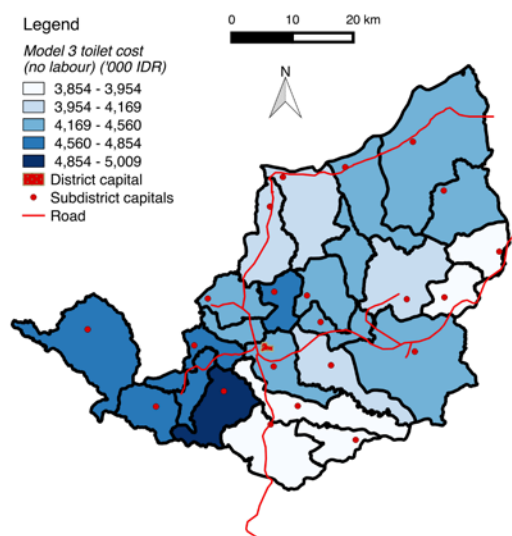 Legend
0 10 20 km
Model 3 toilet cost
(no labour) ('000 IDR)
N
3,854 - 3,954
3,954 - 4,169
4,169 - 4,560
4,560 - 4,854
4,854 - 5,009
District capital
Subdistrict capitals
Road